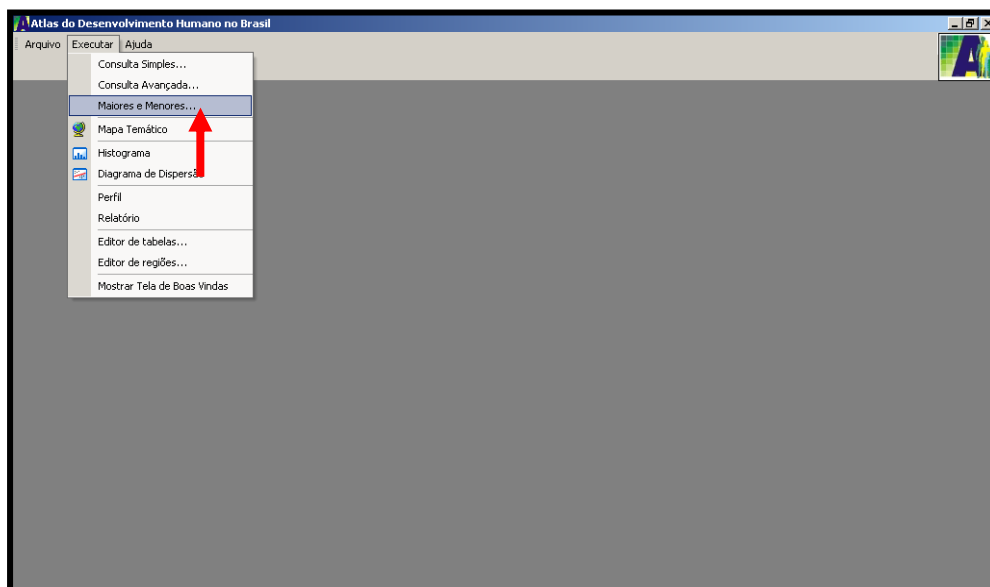 Atlas do Desenvolvimento Humano no Brasil
Arquivo Executar Ajuda
Consulta Simples...
Consulta Avançada...
Maiores e Menores...
Mapa Temático
Histograma
Diagrama de
Perfil
Relatório
Editor de tabelas...
Editor de regiões...
Mostrar Tela de Boas Vindas